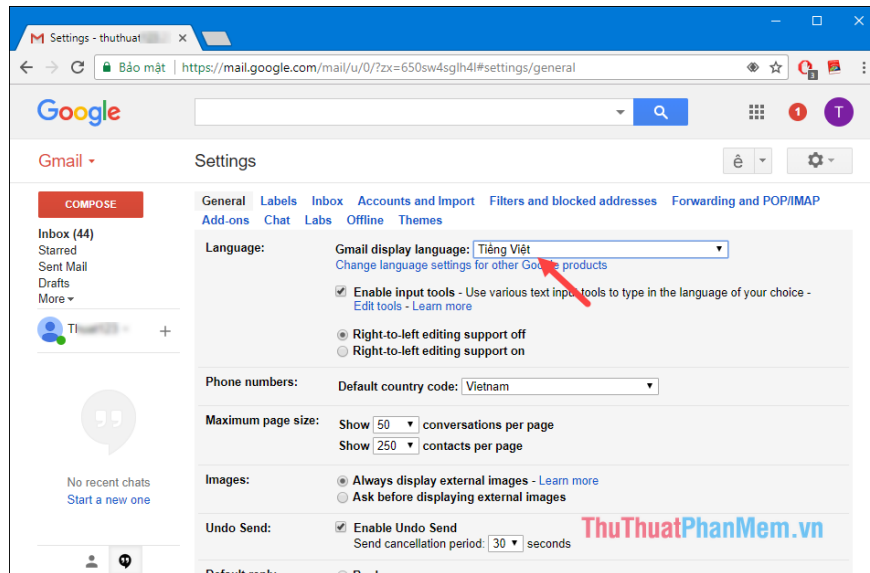 Settings - thuthuat
Bảo mật
https://mail.google.com/mail/u/0/?zx=650sw4sglh4l#settings/general
3
Google
1
T
Gmail
Settings
ê
COMPOSE
General Labels Inbox Accounts and Import Filters and blocked addresses Forwarding and POP/IMAP
Add-ons Chat Labs Offline Themes
Inbox (44)
Starred
Sent Mail
Drafts
More
Language:
Gmail display language: Tiếng Việt
Change language settings for other Google products
Enable input tools - Use various text input tools to type in the language of your choice -
Edit tools - Learn more
Right-to-left editing support off
Right-to-left editing support on
Phone numbers:
Default country code: Vietnam
Maximum page size:
Show 50 conversations per page
Show 250 contacts per page
No recent chats
Start a new one
Images:
Always display external images - Learn more
Ask before displaying external images
Undo Send:
Enable Undo Send
Send cancellation period: 30 seconds
ThuThuatPhanMem.vn